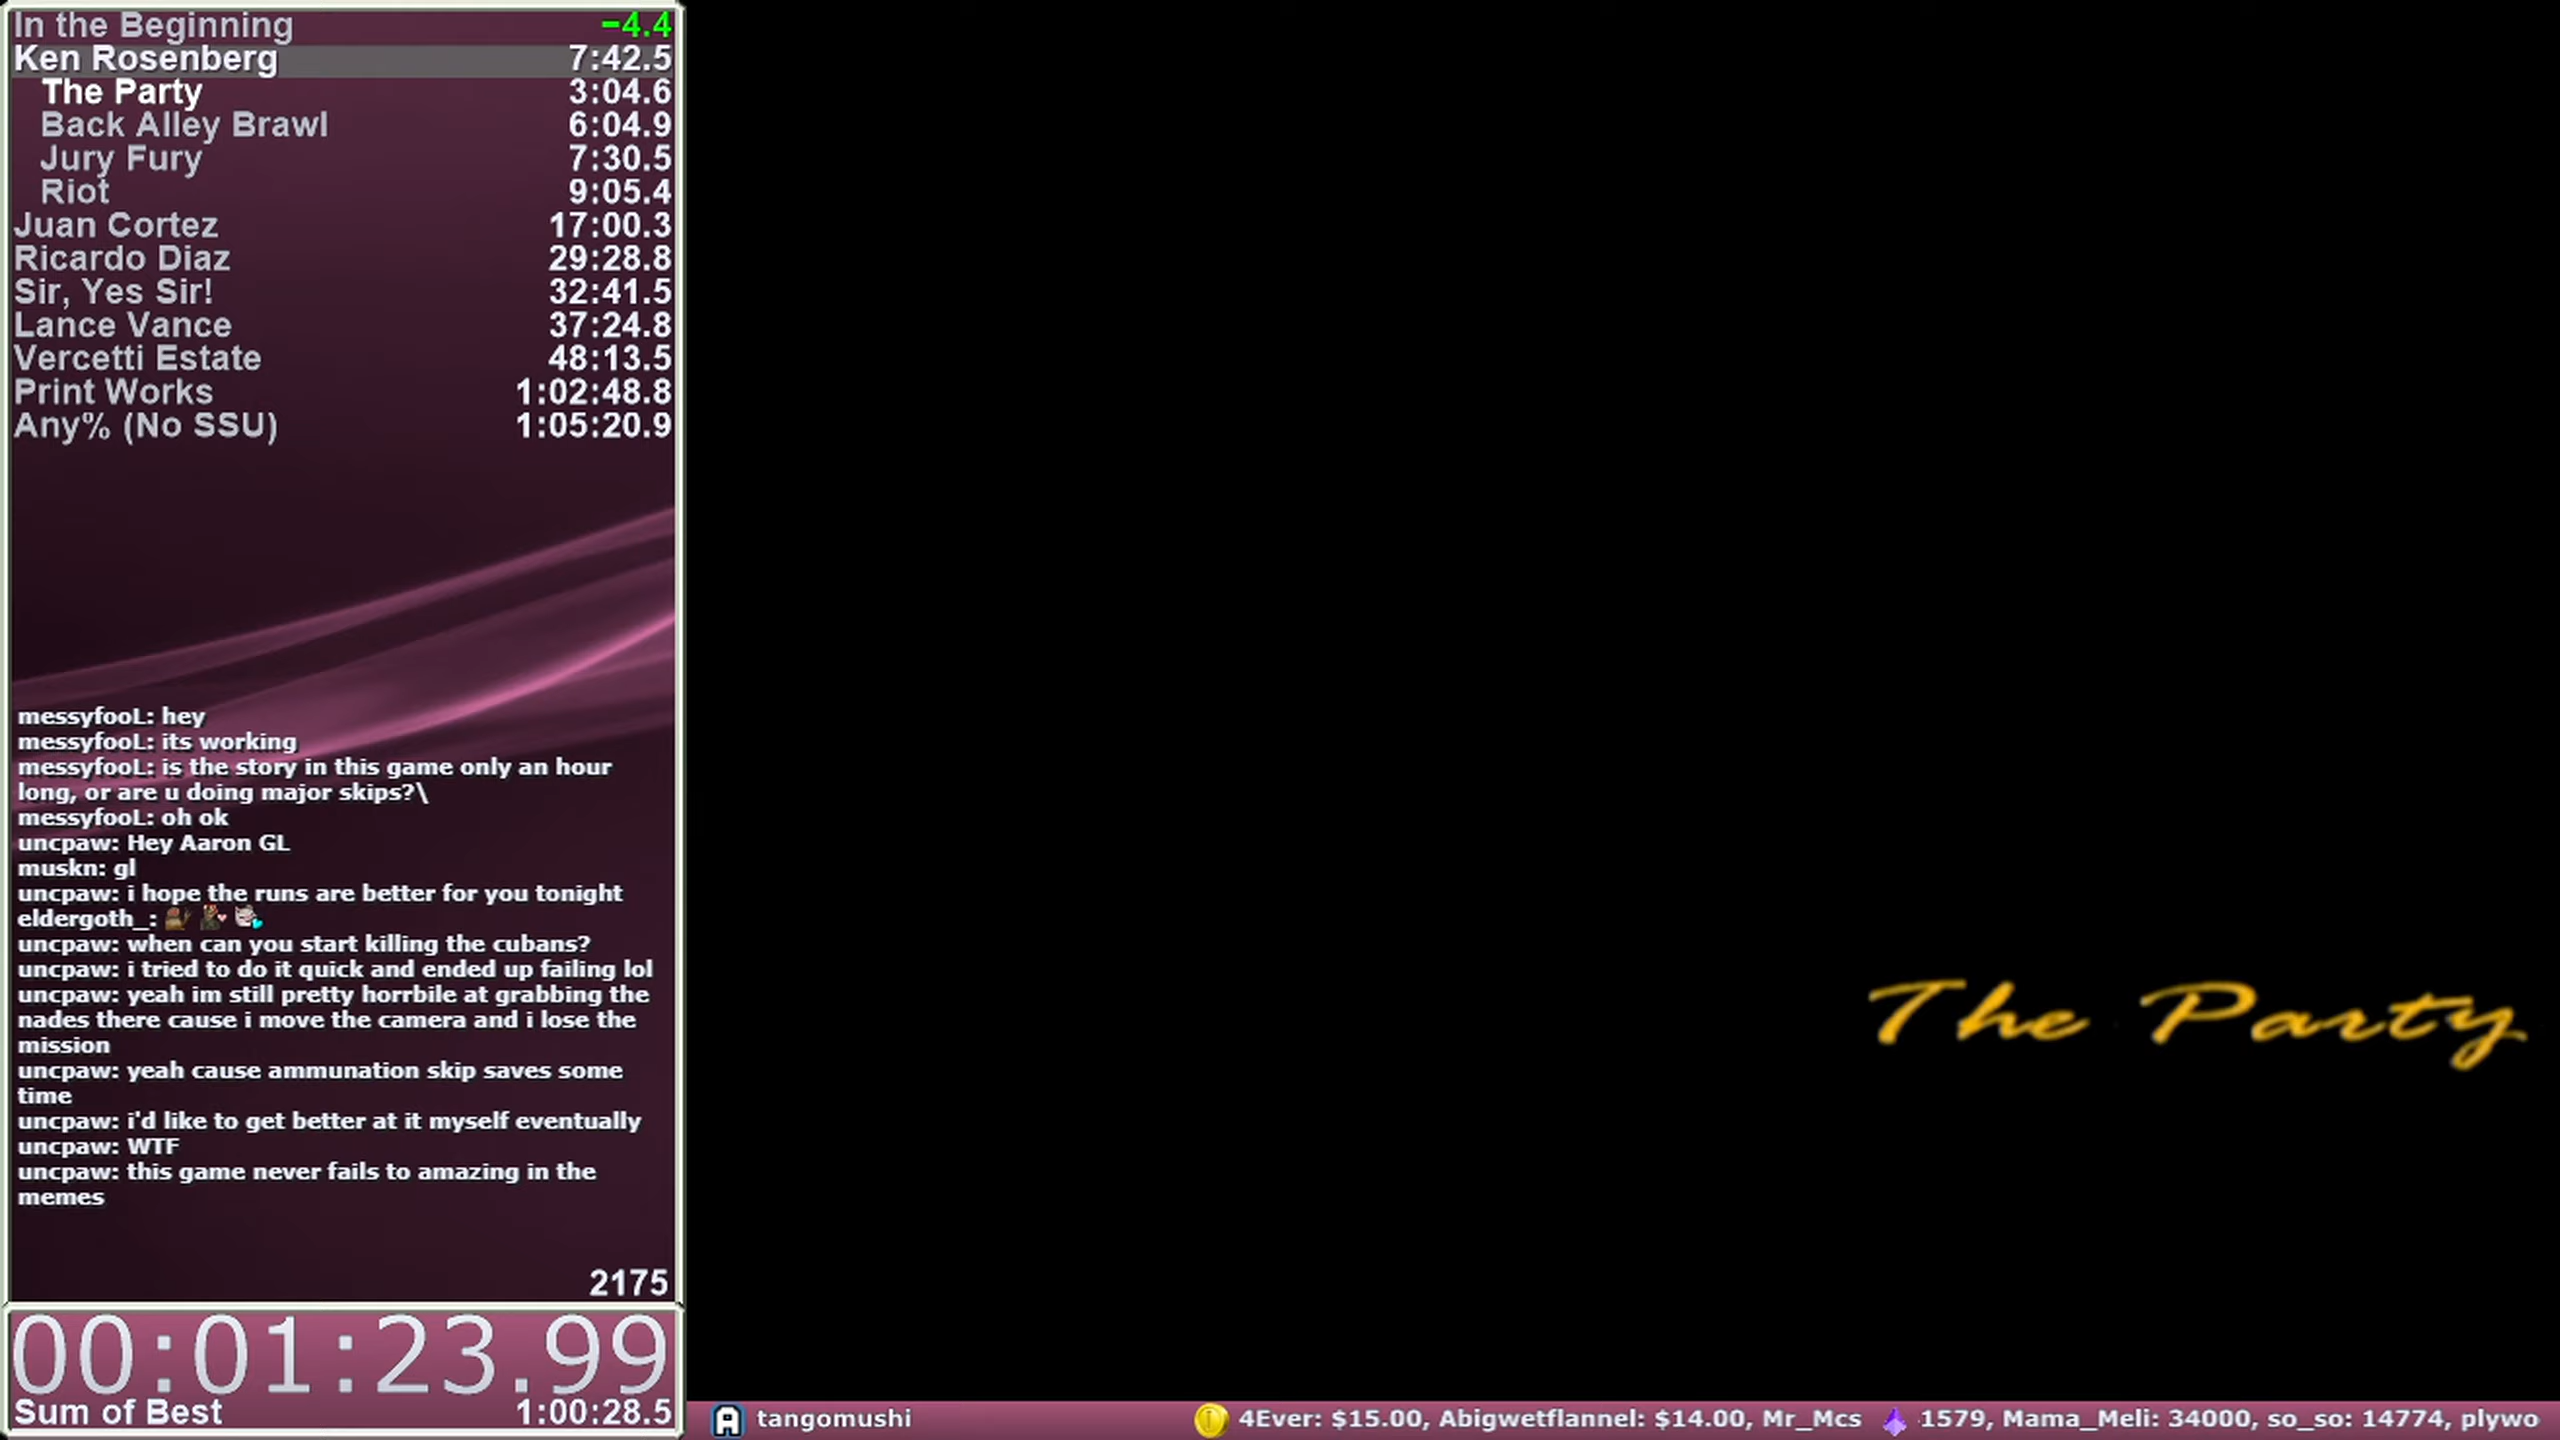 In the Beginning -4.4
Ken Rosenberg 7:42.5
The Party 3:04.6
Back Alley Brawl 6:04.9
Jury Fury 7:30.5
Riot 9:05.4
Juan Cortez 17:00.3
Ricardo Diaz 29:28.8
Sir, Yes Sir! 32:41.5
Lance Vance 37:24.8
Vercetti Estate 48:13.5
Print Works 1:02:48.8
Any% (No SSU) 1:05:20.9
messyfooL: hey
messyfooL: its working
messyfooL: is the story in this game only an hour
long, or are u doing major skips?\
messyfooL: oh ok
uncpaw: Hey Aaron GL
muskn: gl
uncpaw: i hope the runs are better for you tonight
eldergoth_:
uncpaw: when can you start killing the cubans?
uncpaw: i tried to do it quick and ended up failing lol
uncpaw: yeah im still pretty horrbile at grabbing the
nades there cause i move the camera and i lose the
mission
uncpaw: yeah cause ammunation skip saves some
time
uncpaw: i'd like to get better at it myself eventually
uncpaw: WTF
uncpaw: this game never fails to amazing in the
memes
2175
00:01:23.99
Sum of Best 1:00:28.5
The Party
A tangomushi 4Ever: $15.00, Abigwetflannel: $14.00, Mr_Mcs 1579, Mama_Meli: 34000, so_so: 14774, plywo